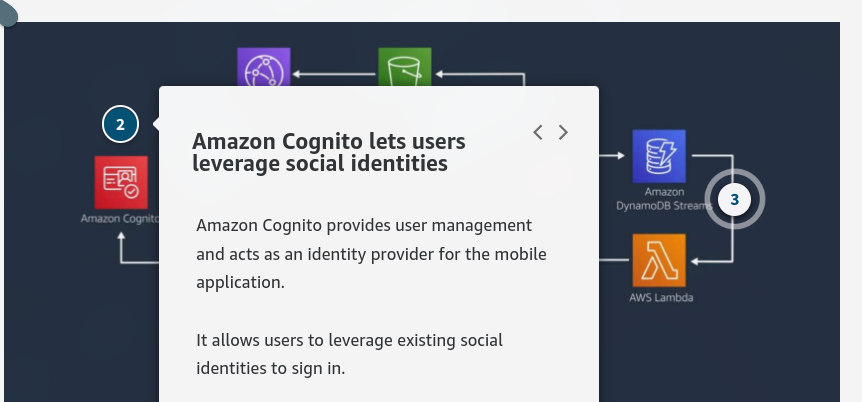 2
Amazon Cognito lets users
leverage social identities
Amazon Cognito provides user management
and acts as an identity provider for the mobile
application.
It allows users to leverage existing social
identities to sign in.
Amazon Cognito
Amazon
DynamoDB Streams
3
AWS Lambda